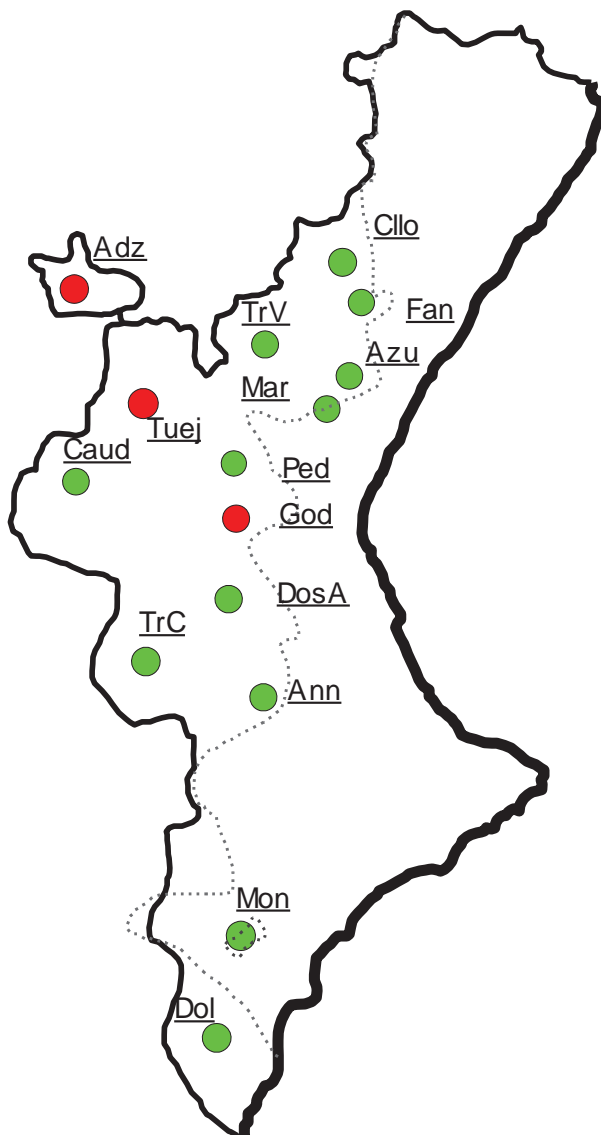 Cllo
Adz
Fan
TrV
Azu
Mar
Tuej
Caud
Ped
God
DosA
TrC
Ann
Mon
Dol